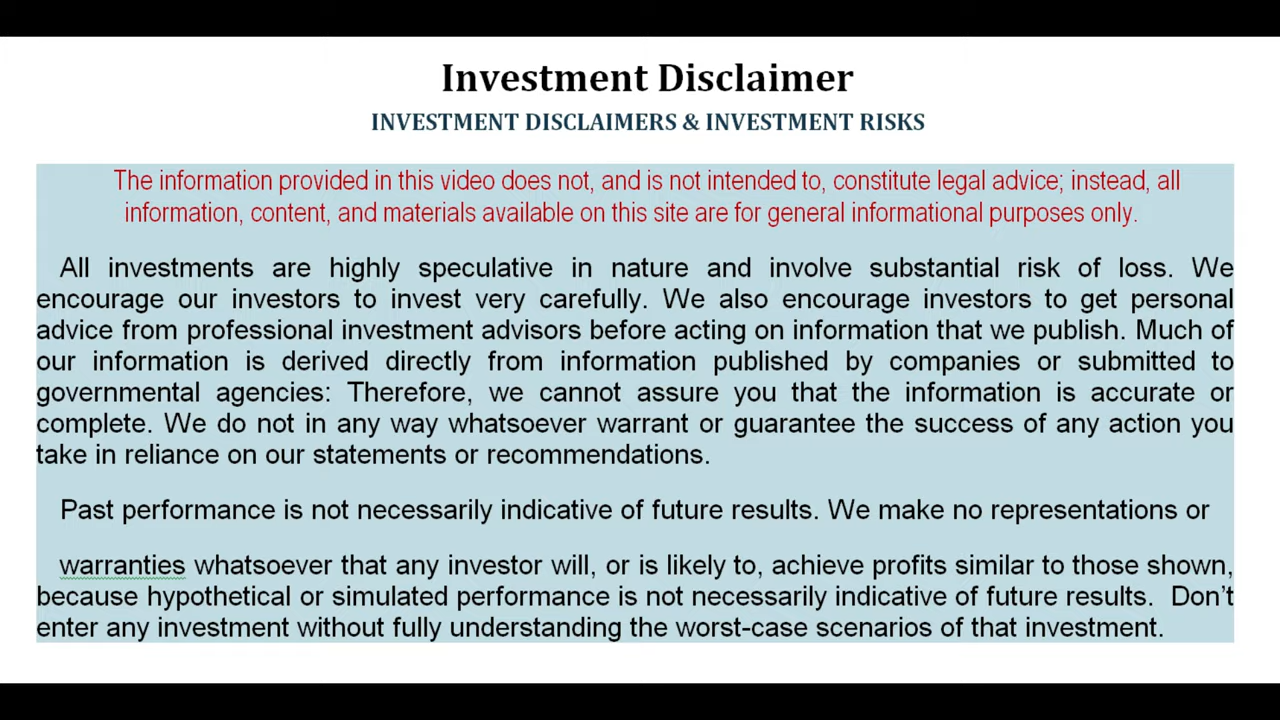 Investment Disclaimer
INVESTMENT DISCLAIMERS & INVESTMENT RISKS
The information provided in this video does not, and is not intended to, constitute legal advice; instead, all
information, content, and materials available on this site are for general informational purposes only.
All investments are highly speculative in nature and involve substantial risk of loss. We
encourage our investors to invest very carefully. We also encourage investors to get personal
advice from professional investment advisors before acting on information that we publish. Much of
our information is derived directly from information published by companies or submitted to
governmental agencies: Therefore, we cannot assure you that the information is accurate or
complete. We do not in any way whatsoever warrant or guarantee the success of any action you
take in reliance on our statements or recommendations.
Past performance is not necessarily indicative of future results. We make no representations or
warranties whatsoever that any investor will, or is likely to, achieve profits similar to those shown,
because hypothetical or simulated performance is not necessarily indicative of future results.  Don’t
enter any investment without fully understanding the worst-case scenarios of that investment.